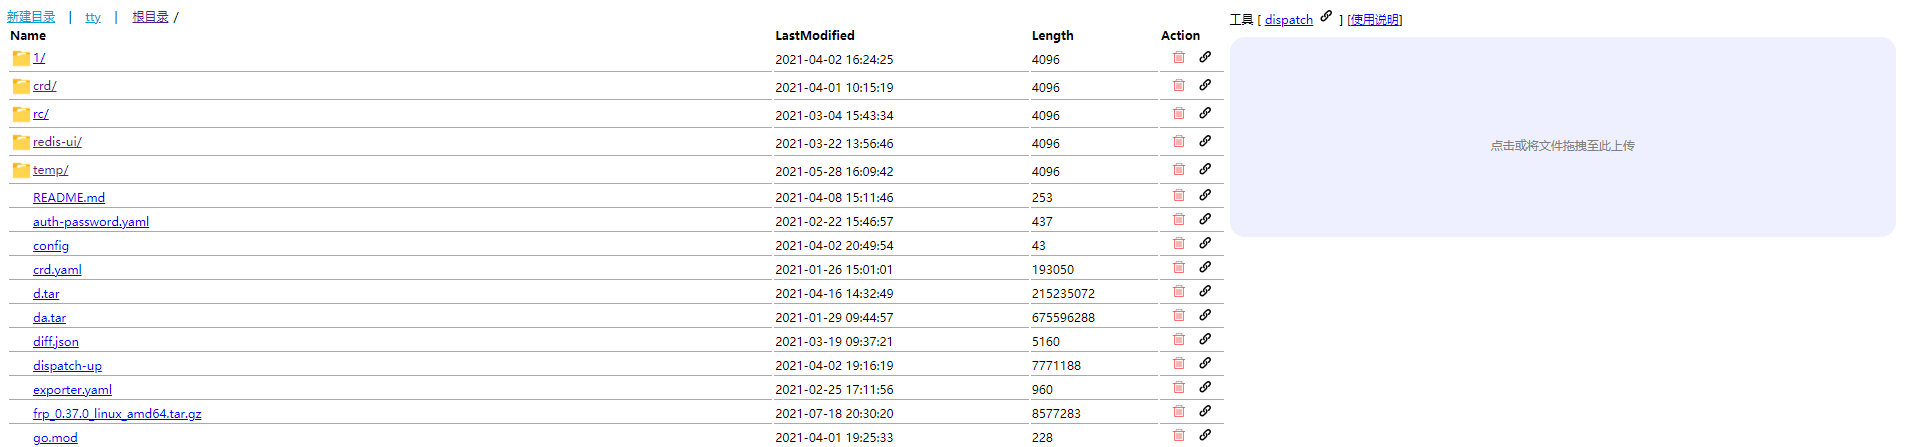 新建目录 | tty | 根目录 /
Name LastModified Length Action
1/ 2021-04-02 16:24:25 4096
crd/ 2021-04-01 10:15:19 4096
rc/ 2021-03-04 15:43:34 4096
redis-ui/ 2021-03-22 13:56:46 4096
temp/ 2021-05-28 16:09:42 4096
README.md 2021-04-08 15:11:46 253
auth-password.yaml 2021-02-22 15:46:57 437
config 2021-04-02 20:49:54 43
crd.yaml 2021-01-26 15:01:01 193050
d.tar 2021-04-16 14:32:49 215235072
da.tar 2021-01-29 09:44:57 675596288
diff.json 2021-03-19 09:37:21 5160
dispatch-up 2021-04-02 19:16:19 7771188
exporter.yaml 2021-02-25 17:11:56 960
frp_0.37.0_linux_amd64.tar.gz 2021-07-18 20:30:20 8577283
go.mod 2021-04-01 19:25:33 228
工具 [ dispatch ] [使用说明]
点击或将文件拖拽至此上传